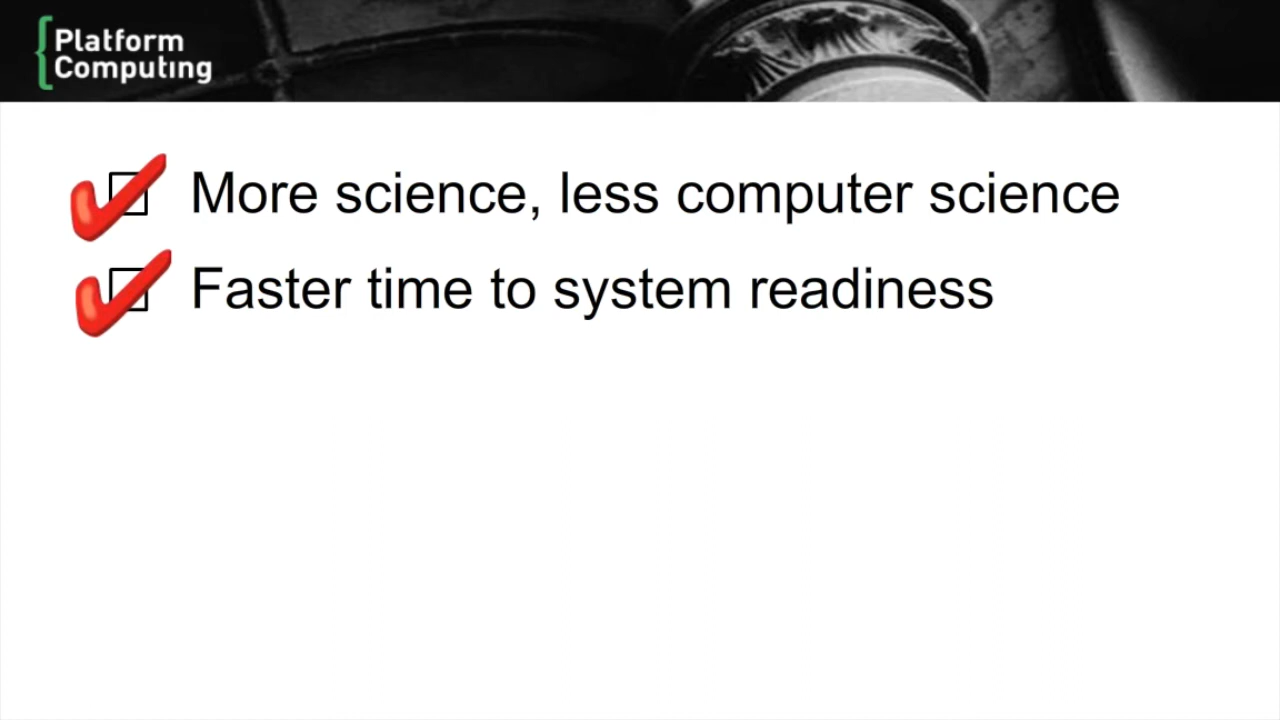 Platform
Computing
More science, less computer science
Faster time to system readiness